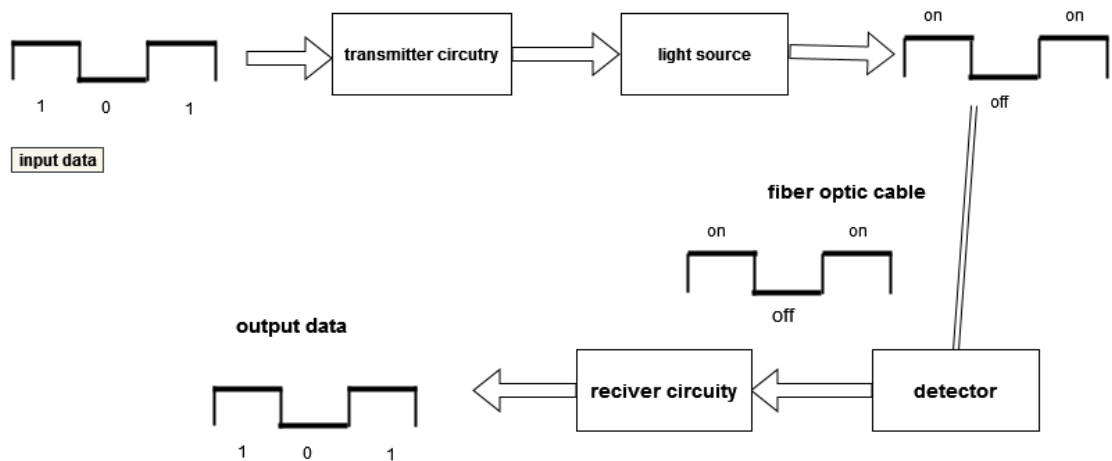 on
on
transmitter circutry
light source
1
0
1
off
input data
fiber optic cable
on
on
off
output data
reciver circuity
detector
1
0
1